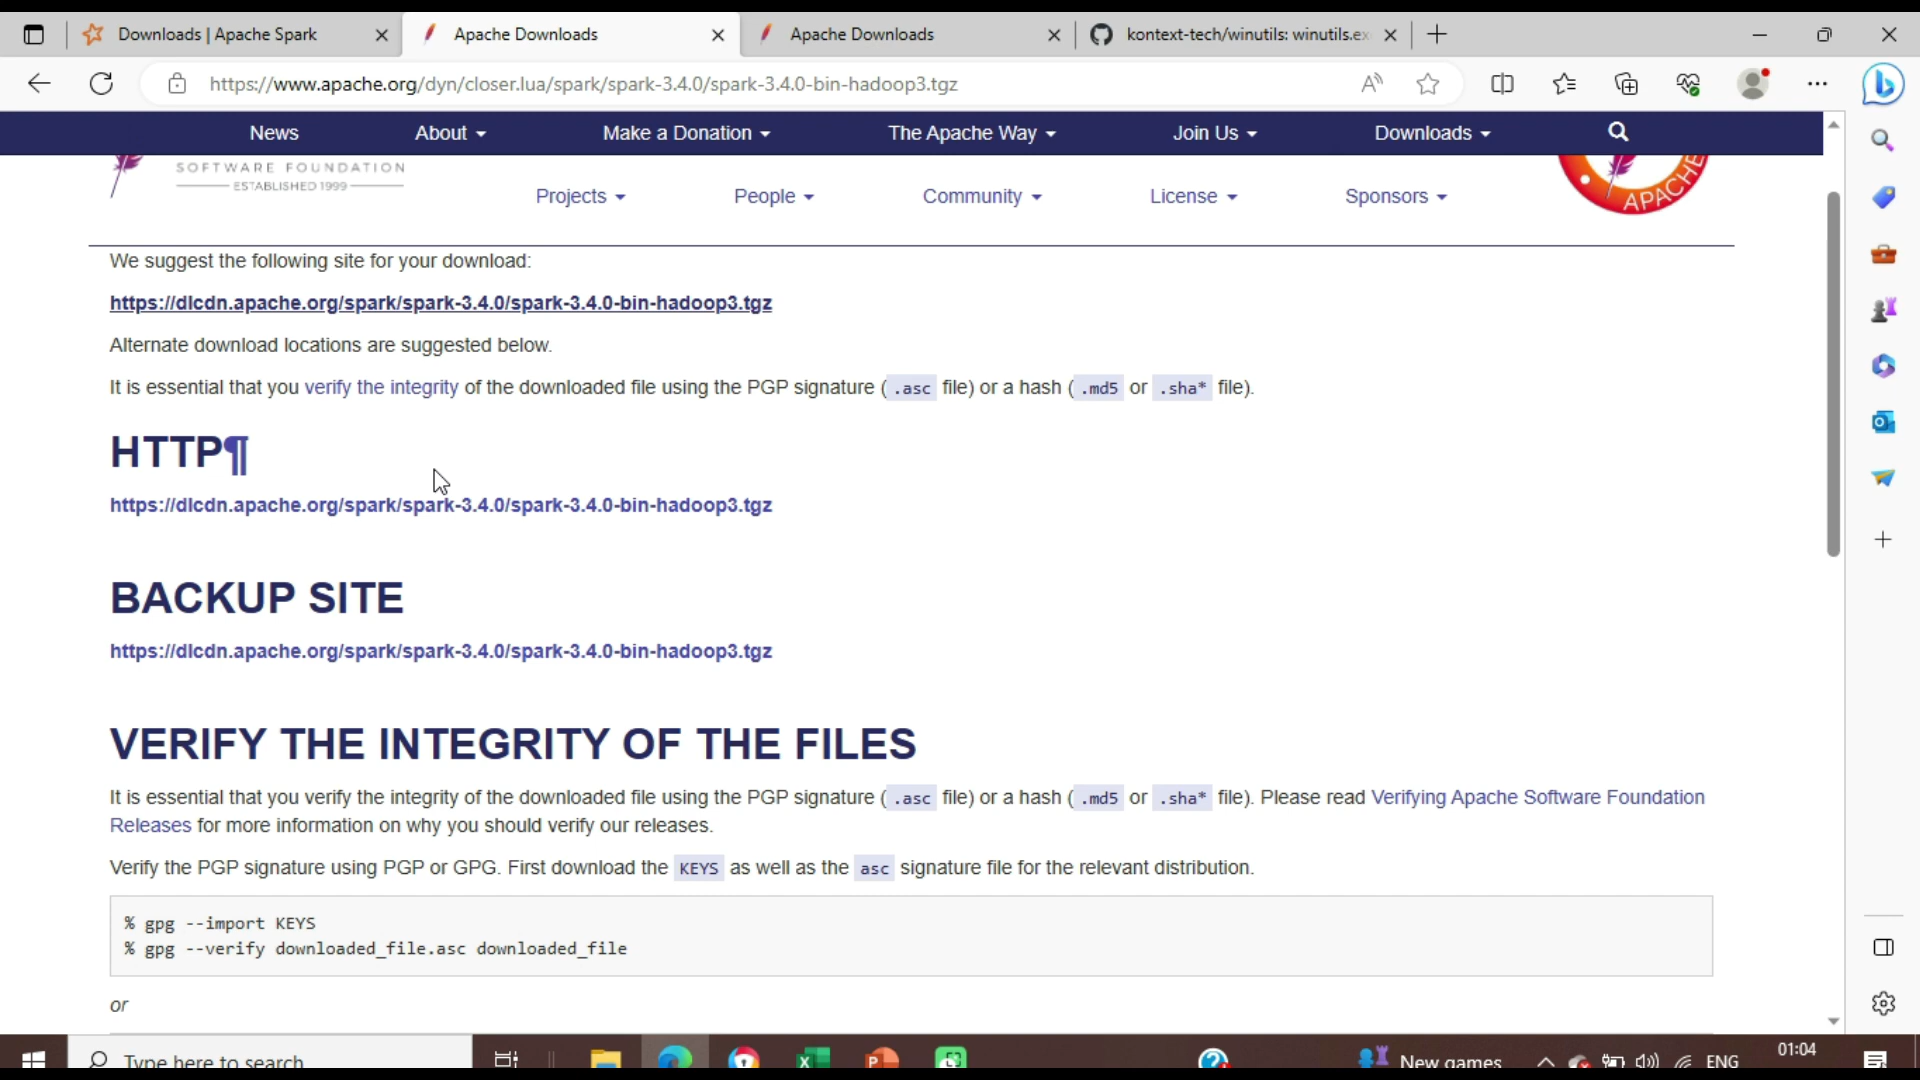 Downloads | Apache Spark
Apache Downloads
Apache Downloads
kontext-tech/winutils: winutils.ex
https://www.apache.org/dyn/closer.lua/spark/spark-3.4.0/spark-3.4.0-bin-hadoop3.tgz
News About Make a Donation The Apache Way Join Us Downloads
SOFTWARE FOUNDATION
ESTABLISHED 1999
Projects People Community License Sponsors
APACHE
We suggest the following site for your download:
https://dlcdn.apache.org/spark/spark-3.4.0/spark-3.4.0-bin-hadoop3.tgz
Alternate download locations are suggested below.
It is essential that you verify the integrity of the downloaded file using the PGP signature ( .asc file) or a hash ( .md5 or .sha* file).
HTTP¶
https://dlcdn.apache.org/spark/spark-3.4.0/spark-3.4.0-bin-hadoop3.tgz
BACKUP SITE
https://dlcdn.apache.org/spark/spark-3.4.0/spark-3.4.0-bin-hadoop3.tgz
VERIFY THE INTEGRITY OF THE FILES
It is essential that you verify the integrity of the downloaded file using the PGP signature ( .asc file) or a hash ( .md5 or .sha* file). Please read Verifying Apache Software Foundation
Releases for more information on why you should verify our releases.
Verify the PGP signature using PGP or GPG. First download the KEYS as well as the asc signature file for the relevant distribution.
% gpg --import KEYS
% gpg --verify downloaded_file.asc downloaded_file
or
Type here to search
New games
ENG
01:04